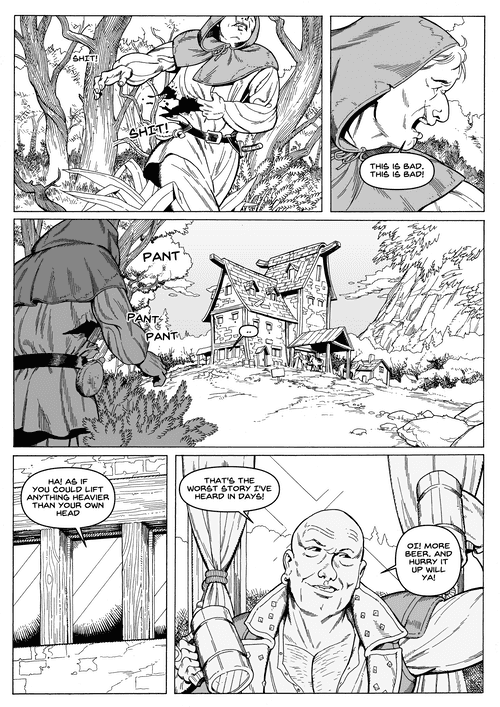 SHIT!
SHIT!
THIS IS BAD,
THIS IS BAD!
PANT
PANT
PANT
HA! AS IF
YOU COULD LIFT
ANYTHING HEAVIER
THAN YOUR OWN
HEAD
THAT'S THE
WORST STORY I'VE
HEARD IN DAYS!
OI! MORE
BEER, AND
HURRY IT
UP WILL
YA!